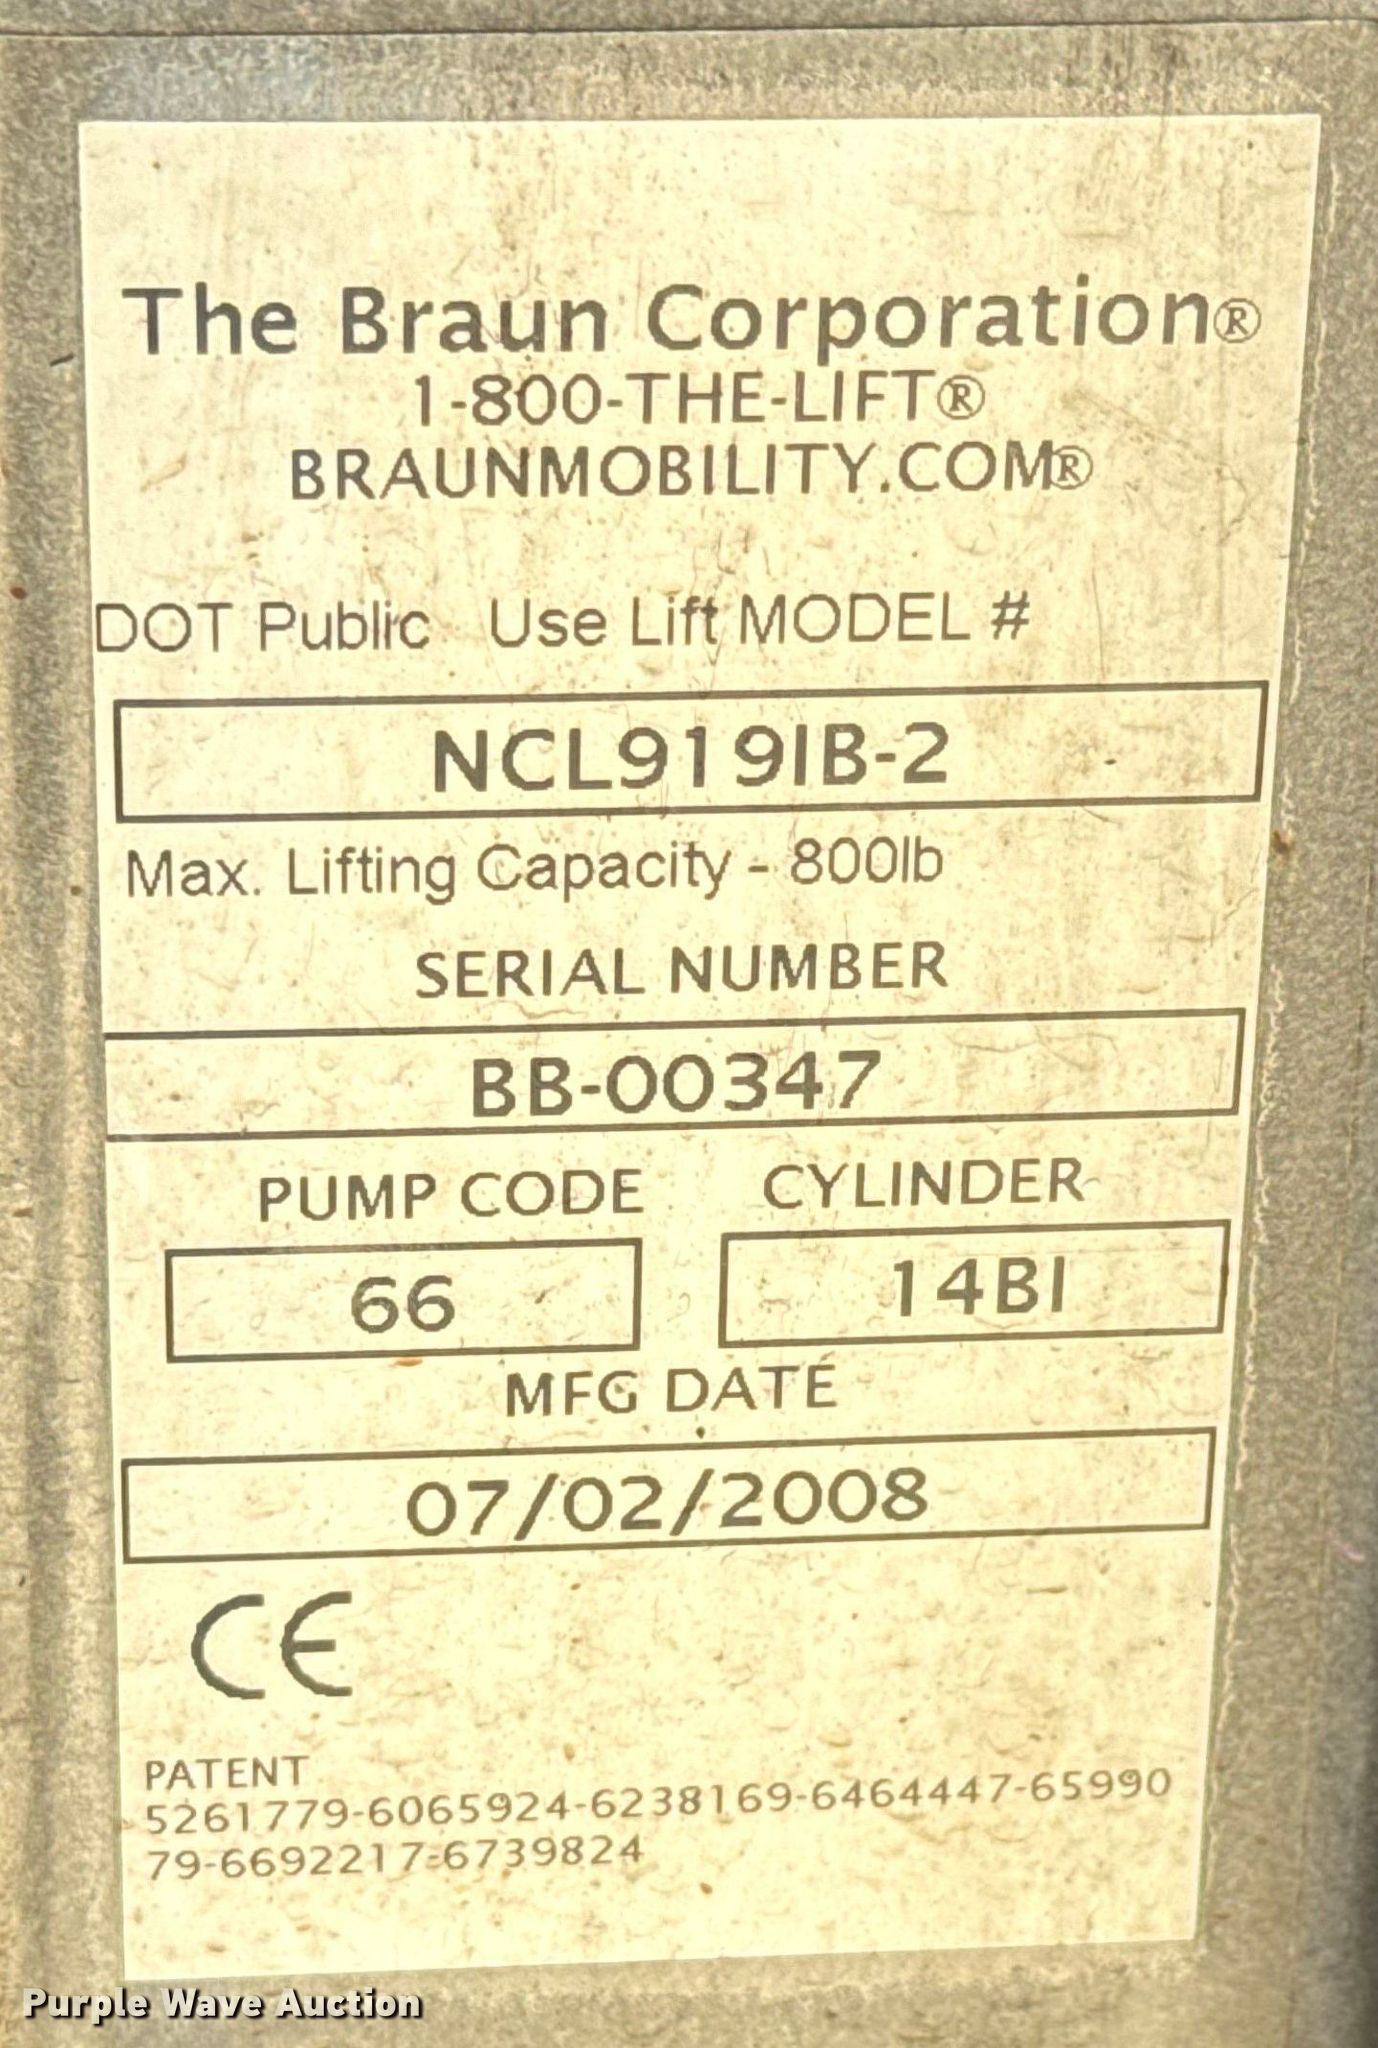 The Braun Corporation®
1-800-THE-LIFT®
BRAUNMOBILITY.COM®
DOT Public Use Lift MODEL #
NCL919IB-2
Max. Lifting Capacity - 800lb
SERIAL NUMBER
BB-00347
PUMP CODE CYLINDER
66 14BI
MFG DATE
07/02/2008
CE
PATENT
5261779-6065924-6238169-6464447-65990
79-6692217-6739824
Purple Wave Auction